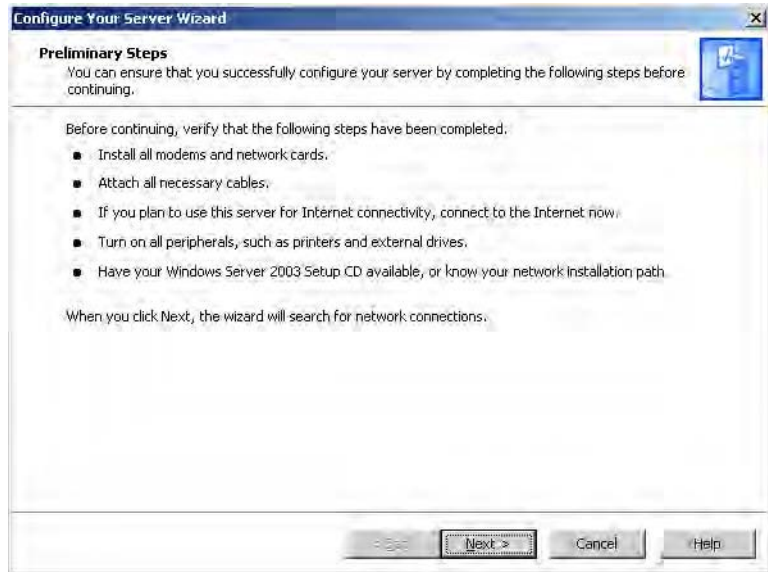 Configure Your Server Wizard
Preliminary Steps
You can ensure that you successfully configure your server by completing the following steps before
continuing.
Before continuing, verify that the following steps have been completed.
Install all modems and network cards.
Attach all necessary cables.
If you plan to use this server for Internet connectivity, connect to the Internet now.
Turn on all peripherals, such as printers and external drives.
Have your Windows Server 2003 Setup CD available, or know your network installation path.
When you click Next, the wizard will search for network connections.
Next >
Cancel
Help